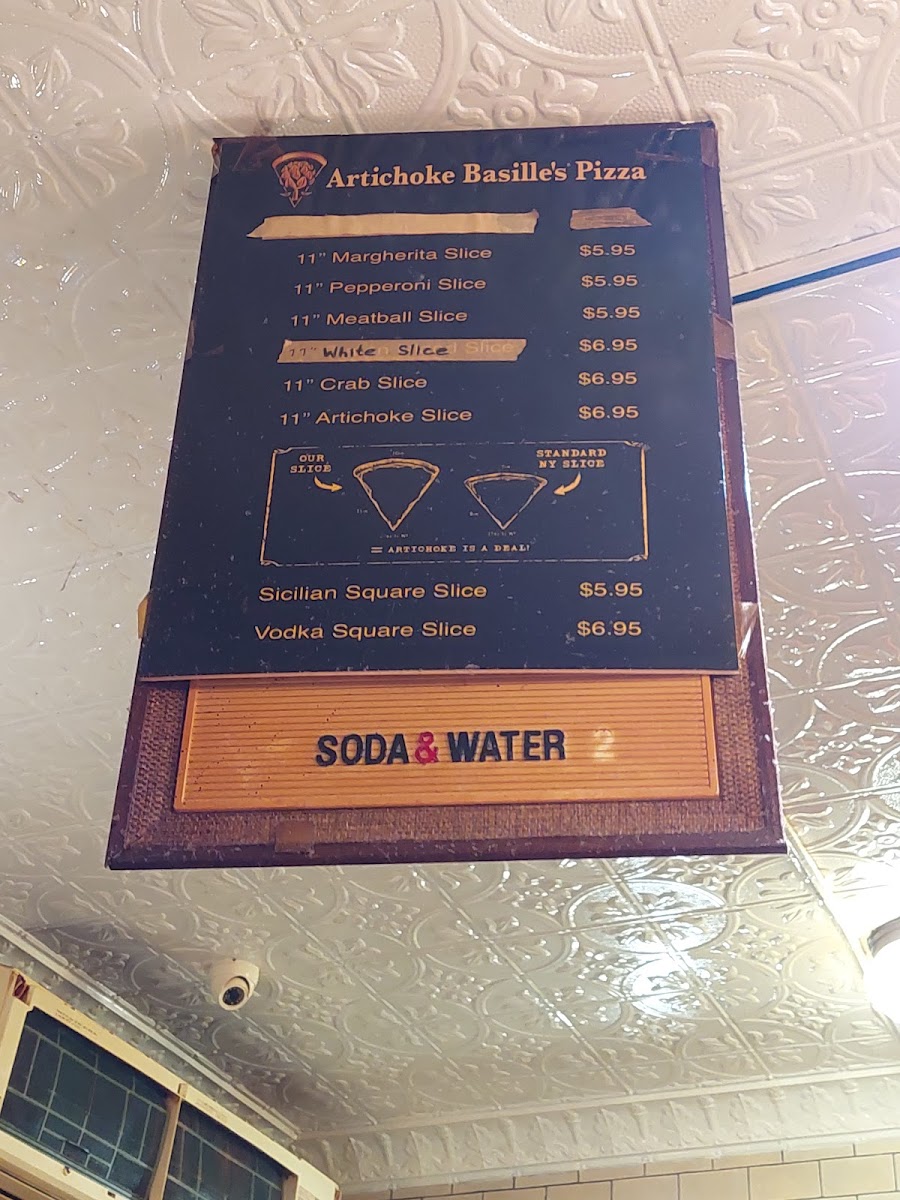 Artichoke Basille's Pizza
11" Margherita Slice $5.95
11" Pepperoni Slice $5.95
11" Meatball Slice $5.95
11" White Slice $6.95
11" Crab Slice $6.95
11" Artichoke Slice $6.95
OUR
SLICE
STANDARD
NY SLICE
= ARTICHOKE IS A DEAL!
Sicilian Square Slice $5.95
Vodka Square Slice $6.95
SODA & WATER 2